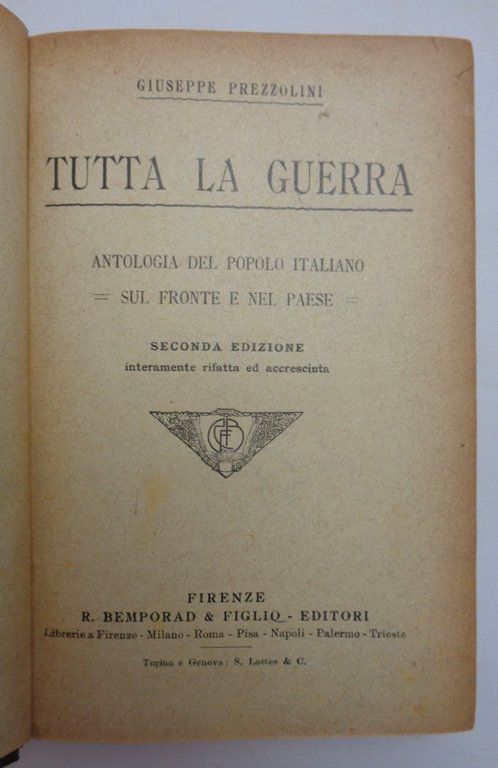 GIUSEPPE PREZZOLINI
TUTTA LA GUERRA
ANTOLOGIA DEL POPOLO ITALIANO
= SUL FRONTE E NEL PAESE =
SECONDA EDIZIONE
interamente rifatta ed accresciuta
FIRENZE
R. BEMPORAD & FIGLIO - EDITORI
Librerie a Firenze - Milano - Roma - Pisa - Napoli - Palermo - Trieste
Torino e Genova: S. Lattes & C.